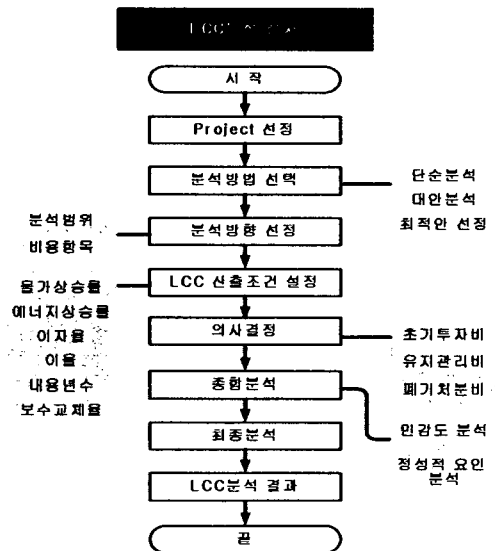 LCC
시 작
Project 선정
분석방법 선택
단순분석
대안분석
최적안 선정
분석방향 선정
분석범위
비용항목
LCC 산출조건 설정
물가상승률
에너지상승률
이자율
이율
내용년수
보수교체율
의사결정
초기투자비
유지관리비
폐기처분비
종합분석
민감도 분석
정성적 요인
분석
최종분석
LCC분석 결과
끝